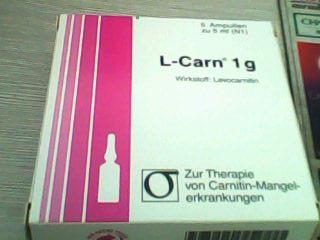 5 Ampullen
zu 5 ml (N1)
L-Carn® 1 g
Wirkstoff: Levocarnitin
Zur Therapie
von Carnitin-Mangel-
erkrankungen